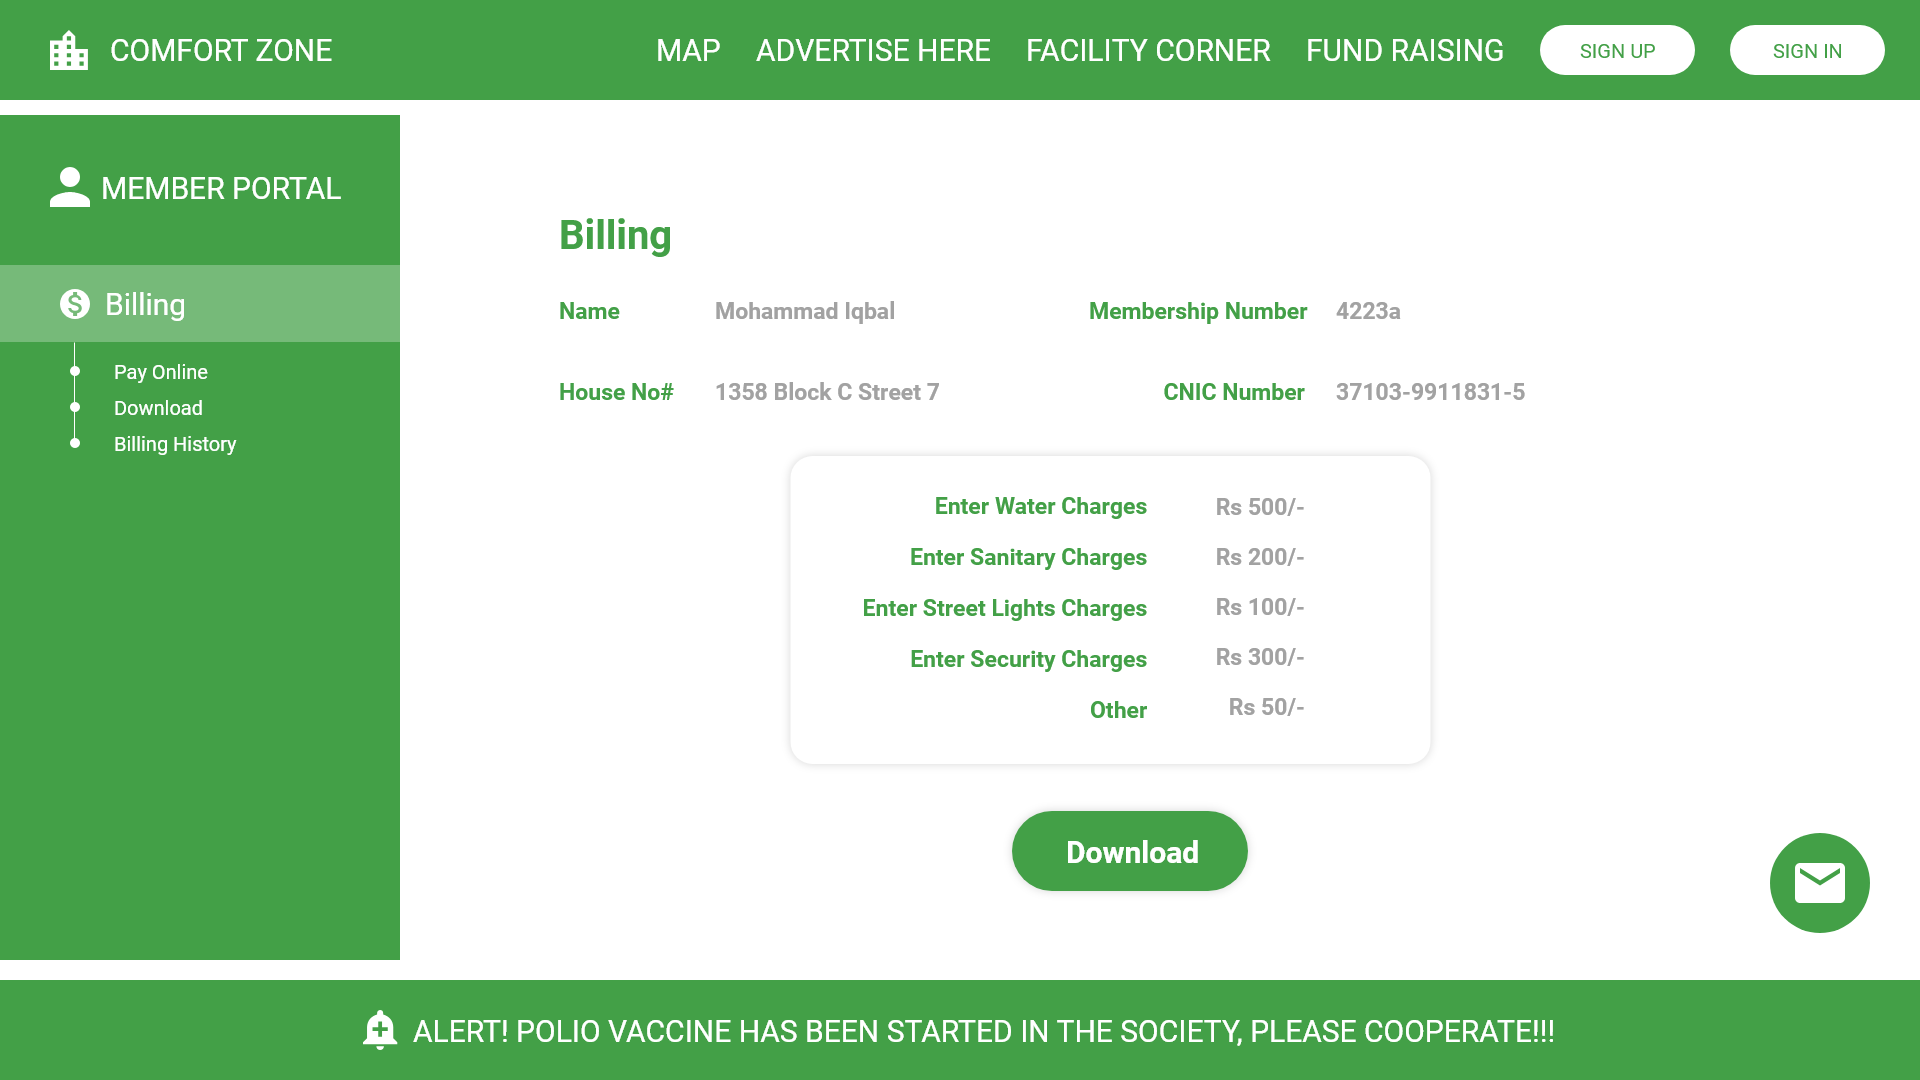 COMFORT ZONE
MAP
ADVERTISE HERE
FACILITY CORNER
FUND RAISING
SIGN UP
SIGN IN
MEMBER PORTAL
Billing
Pay Online
Download
Billing History
Billing
Name Mohammad Iqbal
Membership Number 4223a
House No# 1358 Block C Street 7
CNIC Number 37103-9911831-5
Enter Water Charges Rs 500/-
Enter Sanitary Charges Rs 200/-
Enter Street Lights Charges Rs 100/-
Enter Security Charges Rs 300/-
Other Rs 50/-
Download
ALERT! POLIO VACCINE HAS BEEN STARTED IN THE SOCIETY, PLEASE COOPERATE!!!